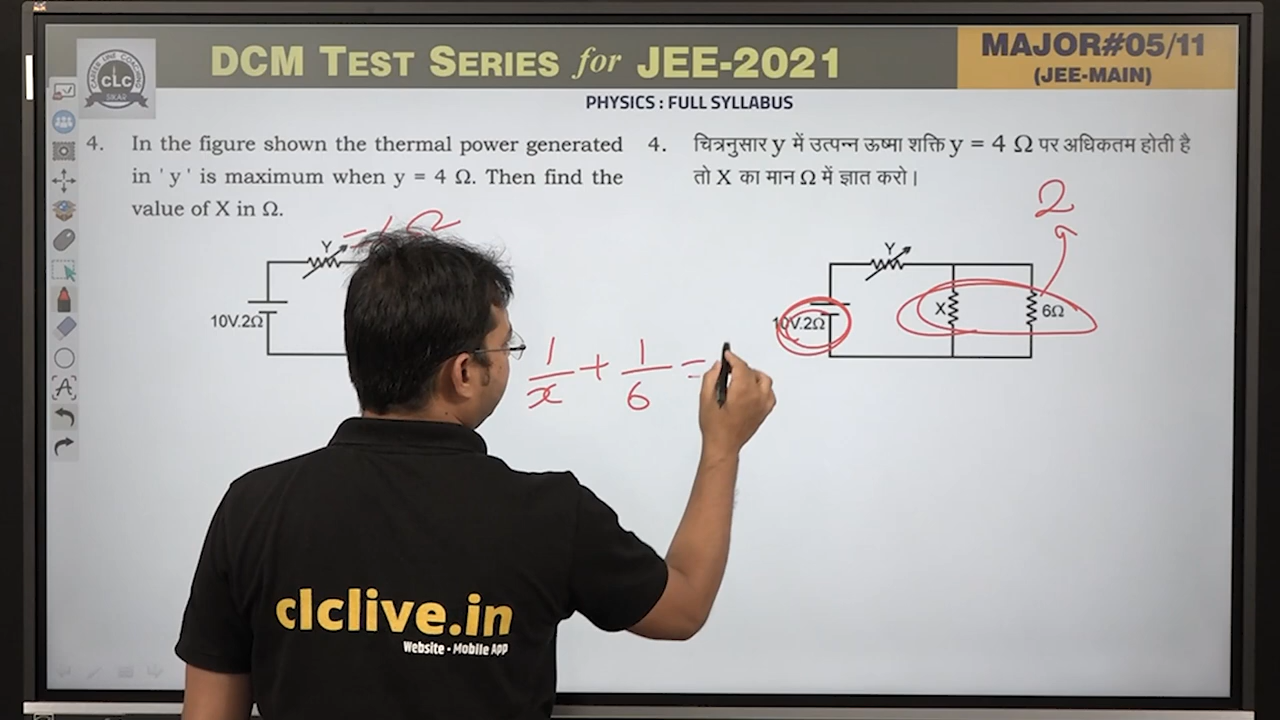 DCM TEST SERIES for JEE-2021
MAJOR#05/11
(JEE-MAIN)
CLC
SIKAR
PHYSICS : FULL SYLLABUS
4. In the figure shown the thermal power generated
in ' y ' is maximum when y = 4 Ω. Then find the
value of X in Ω.
4. चित्रनुसार y में उत्पन्न ऊष्मा शक्ति y = 4 Ω पर अधिकतम होती है
तो X का मान Ω में ज्ञात करो।
2
Y
10V.2Ω
Y
10V.2Ω
X
6Ω
1/x + 1/6 =
clclive.in
Website - Mobile App